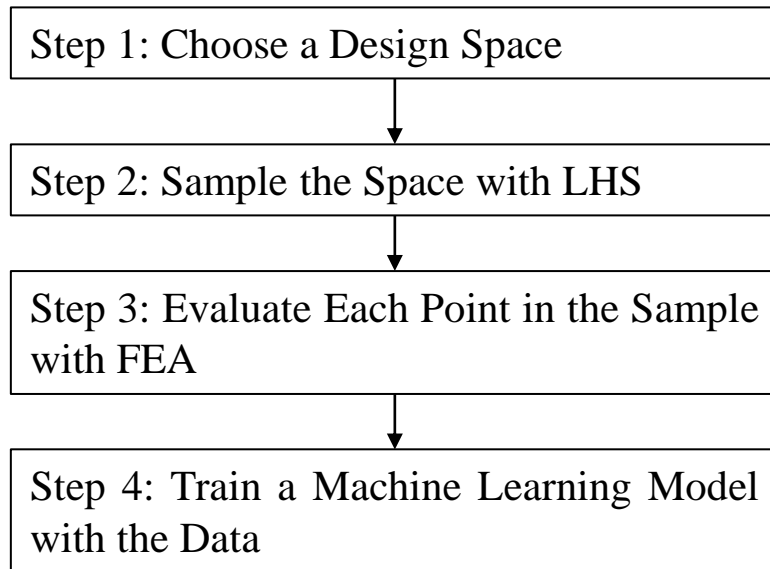 Step 1: Choose a Design Space
Step 2: Sample the Space with LHS
Step 3: Evaluate Each Point in the Sample
with FEA
Step 4: Train a Machine Learning Model
with the Data